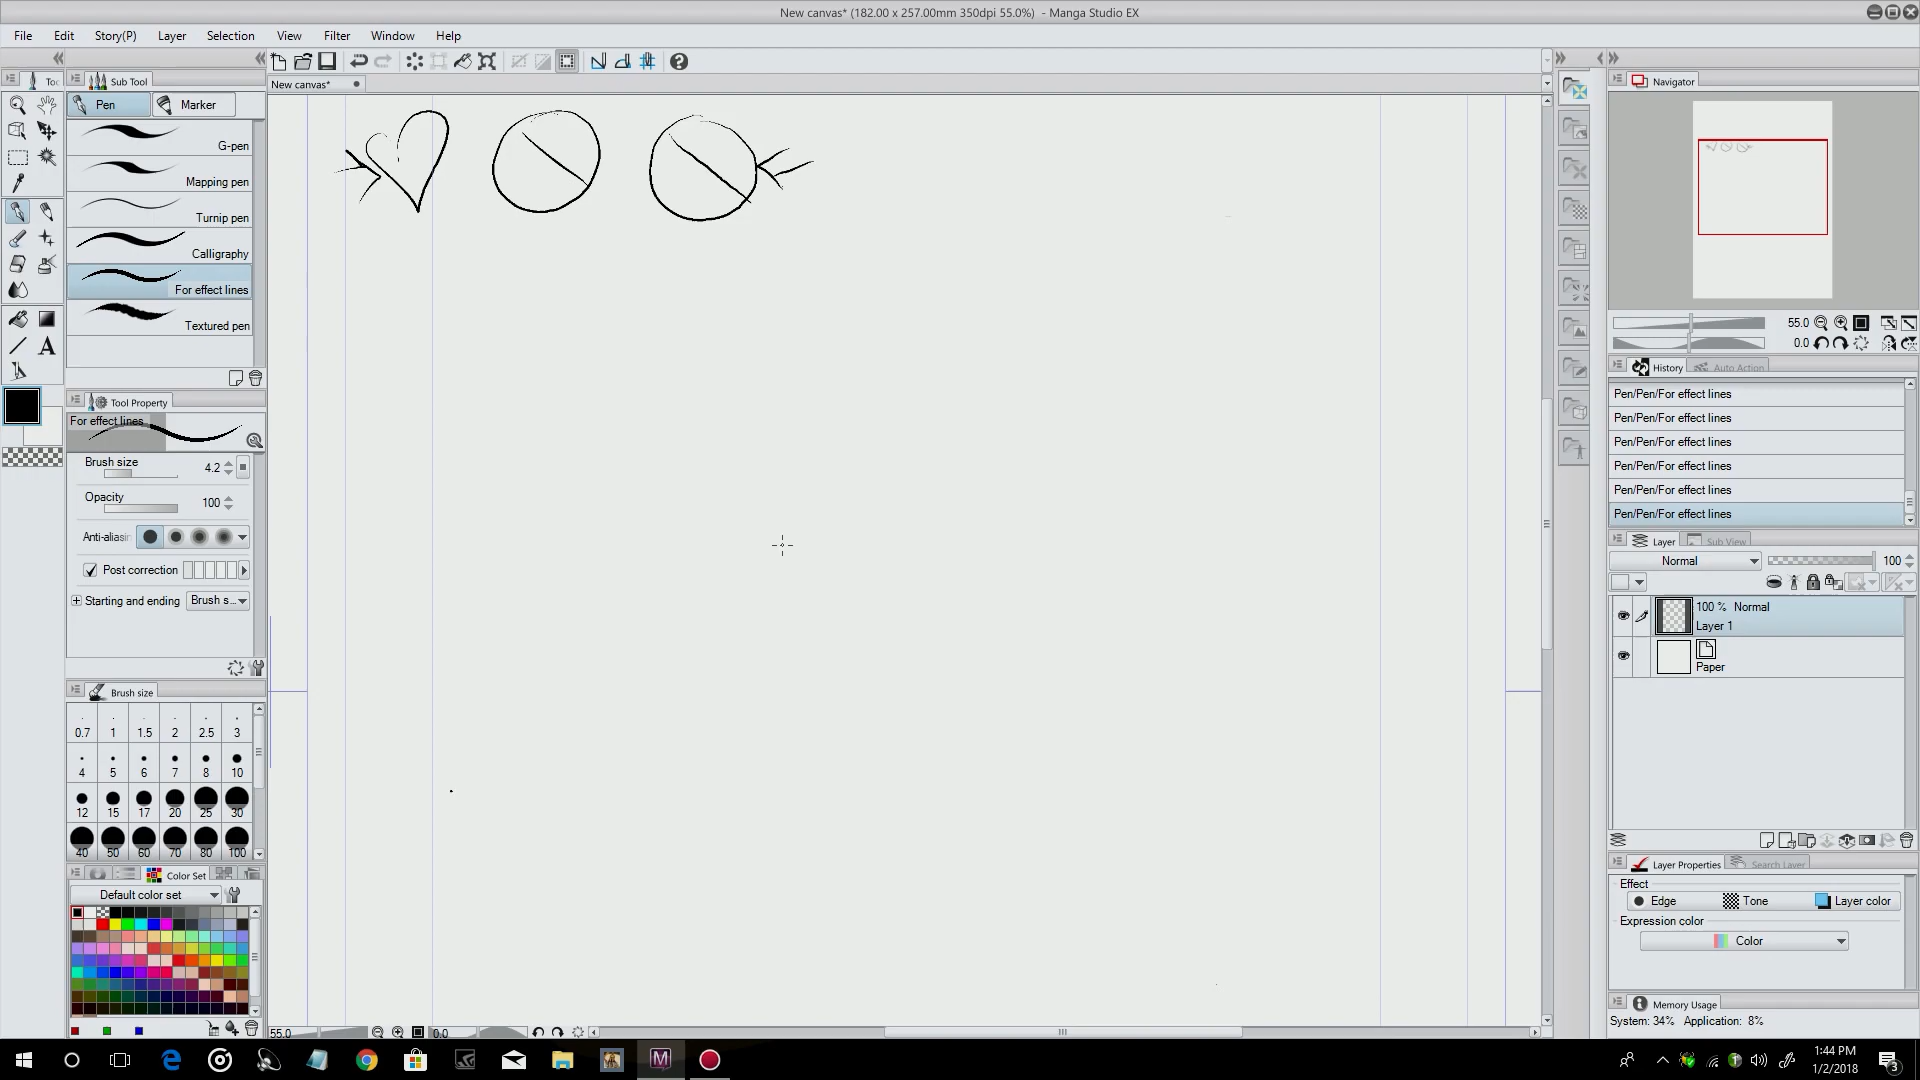 New canvas* (182.00 x 257.00mm 350dpi 55.0%) - Manga Studio EX
File Edit Story(P) Layer Selection View Filter Window Help
Sub Tool
New canvas*
Navigator
Pen Marker
G-pen
Mapping pen
Turnip pen
Calligraphy
For effect lines
Textured pen
55.0
0.0
History Auto Action
Pen/Pen/For effect lines
Pen/Pen/For effect lines
Pen/Pen/For effect lines
Pen/Pen/For effect lines
Pen/Pen/For effect lines
Pen/Pen/For effect lines
Tool Property
For effect lines
Brush size 4.2
Opacity 100
Anti-aliasin
Post correction
Starting and ending Brush s...
Layer Sub View
Normal 100
100 % Normal
Layer 1
Paper
Brush size
0.7 1 1.5 2 2.5 3
4 5 6 7 8 10
12 15 17 20 25 30
40 50 60 70 80 100
Color Set
Default color set
Layer Properties Search Layer
Effect
Edge Tone Layer color
Expression color
Color
Memory Usage
System: 34% Application: 8%
55.0 0.0
1:44 PM
1/2/2018
3